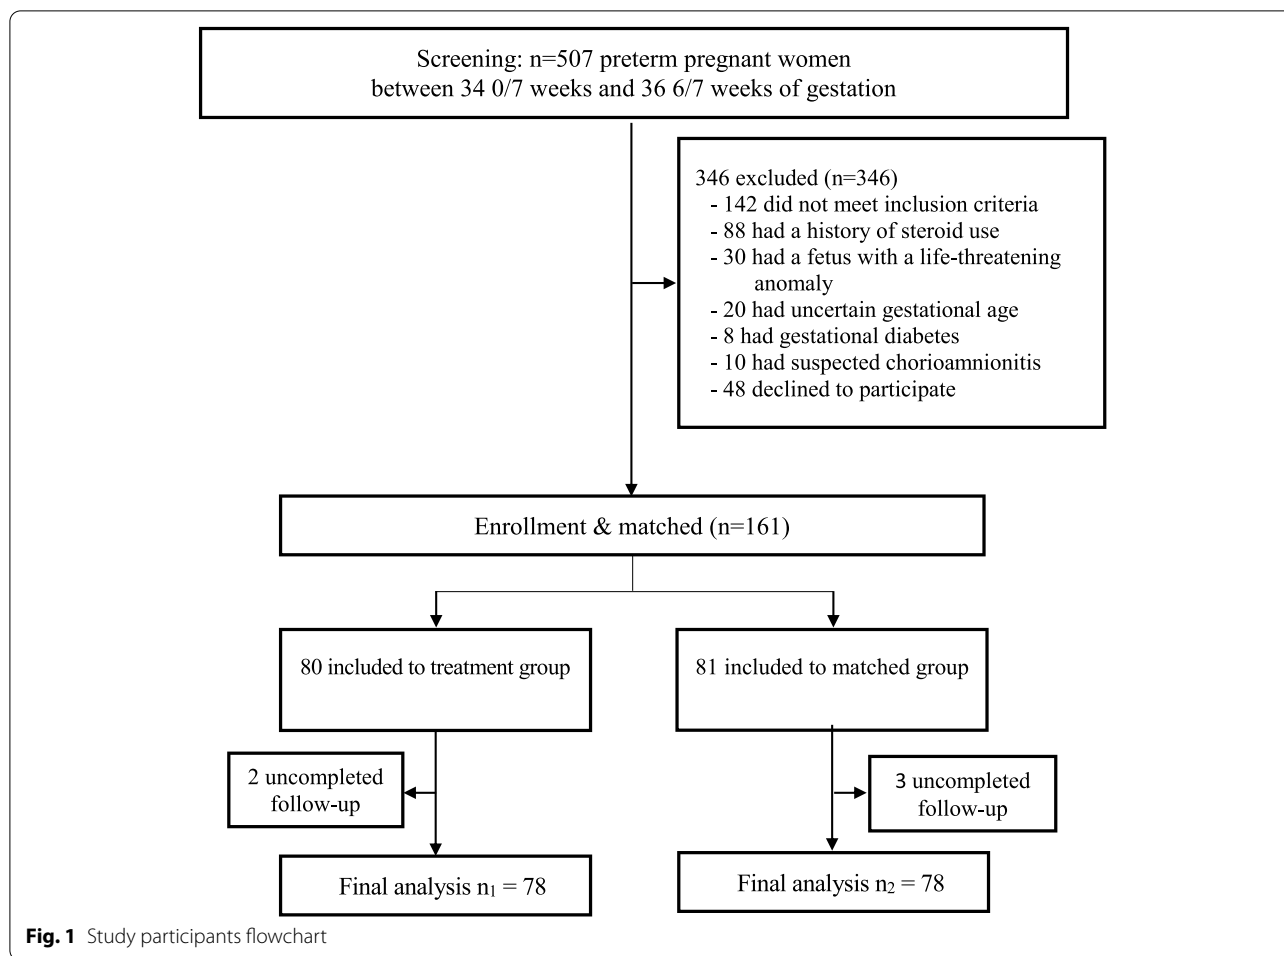 Screening: n=507 preterm pregnant women
between 34 0/7 weeks and 36 6/7 weeks of gestation
346 excluded (n=346)
- 142 did not meet inclusion criteria
- 88 had a history of steroid use
- 30 had a fetus with a life-threatening
anomaly
- 20 had uncertain gestational age
- 8 had gestational diabetes
- 10 had suspected chorioamnionitis
- 48 declined to participate
Enrollment & matched (n=161)
80 included to treatment group
81 included to matched group
2 uncompleted
follow-up
3 uncompleted
follow-up
Final analysis n₁ = 78
Final analysis n₂ = 78
Fig. 1 Study participants flowchart